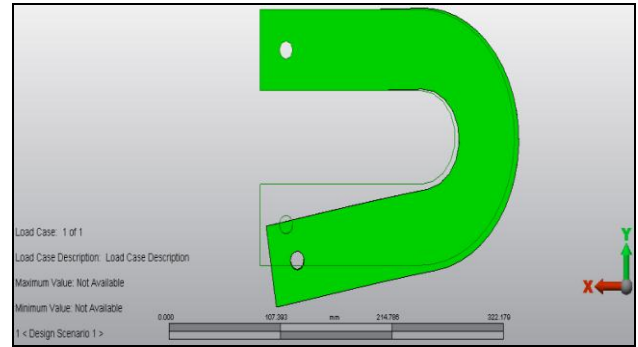 Load Case: 1 of 1
Load Case Description: Load Case Description
Maximum Value: Not Available
Minimum Value: Not Available
0.000 107.393 mm 214.786 322.179
1 < Design Scenario 1 >
Y
X